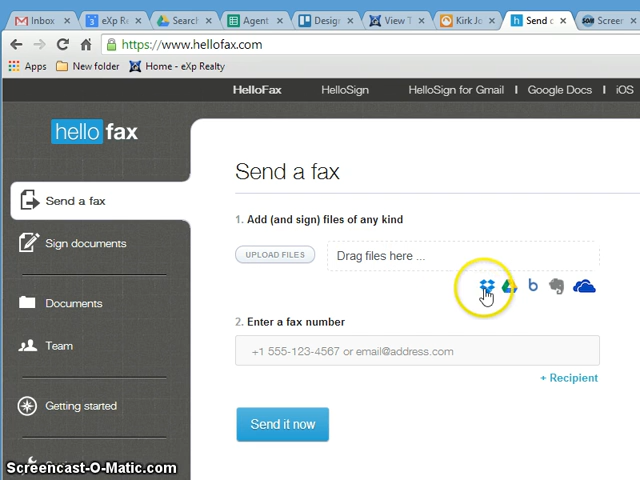 Inbox
eXp Re
Search
Agent
Design
View T
Kirk Jo
Send o
Screer
https://www.hellofax.com
Apps
New folder
Home - eXp Realty
HelloFax
HelloSign
HelloSign for Gmail
Google Docs
iOS
hello fax
Send a fax
Sign documents
Documents
Team
Getting started
Send a fax
1. Add (and sign) files of any kind
UPLOAD FILES
Drag files here ...
2. Enter a fax number
+1 555-123-4567 or email@address.com
+ Recipient
Send it now
Screencast-O-Matic.com